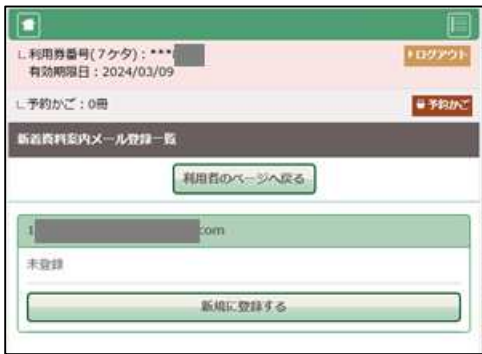 ∟利用券番号(7ケタ)：***
有効期限日：2024/03/09
ログアウト
∟予約かご：0冊
予約かご
新着資料案内メール登録一覧
利用者のページへ戻る
1
com
未登録
新規に登録する